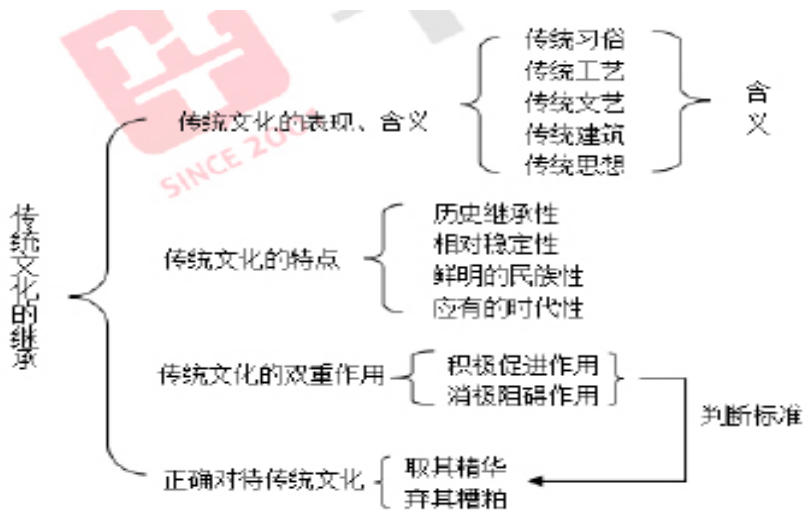 传统文化的继承
传统文化的表现、含义
传统习俗
传统工艺
传统文艺
传统建筑
传统思想
含义
传统文化的特点
历史继承性
相对稳定性
鲜明的民族性
应有的时代性
传统文化的双重作用
积极促进作用
消极阻碍作用
判断标准
正确对待传统文化
取其精华
弃其槽粕
SINCE